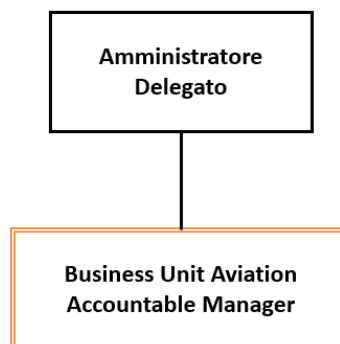 Amministratore
Delegato
Business Unit Aviation
Accountable Manager